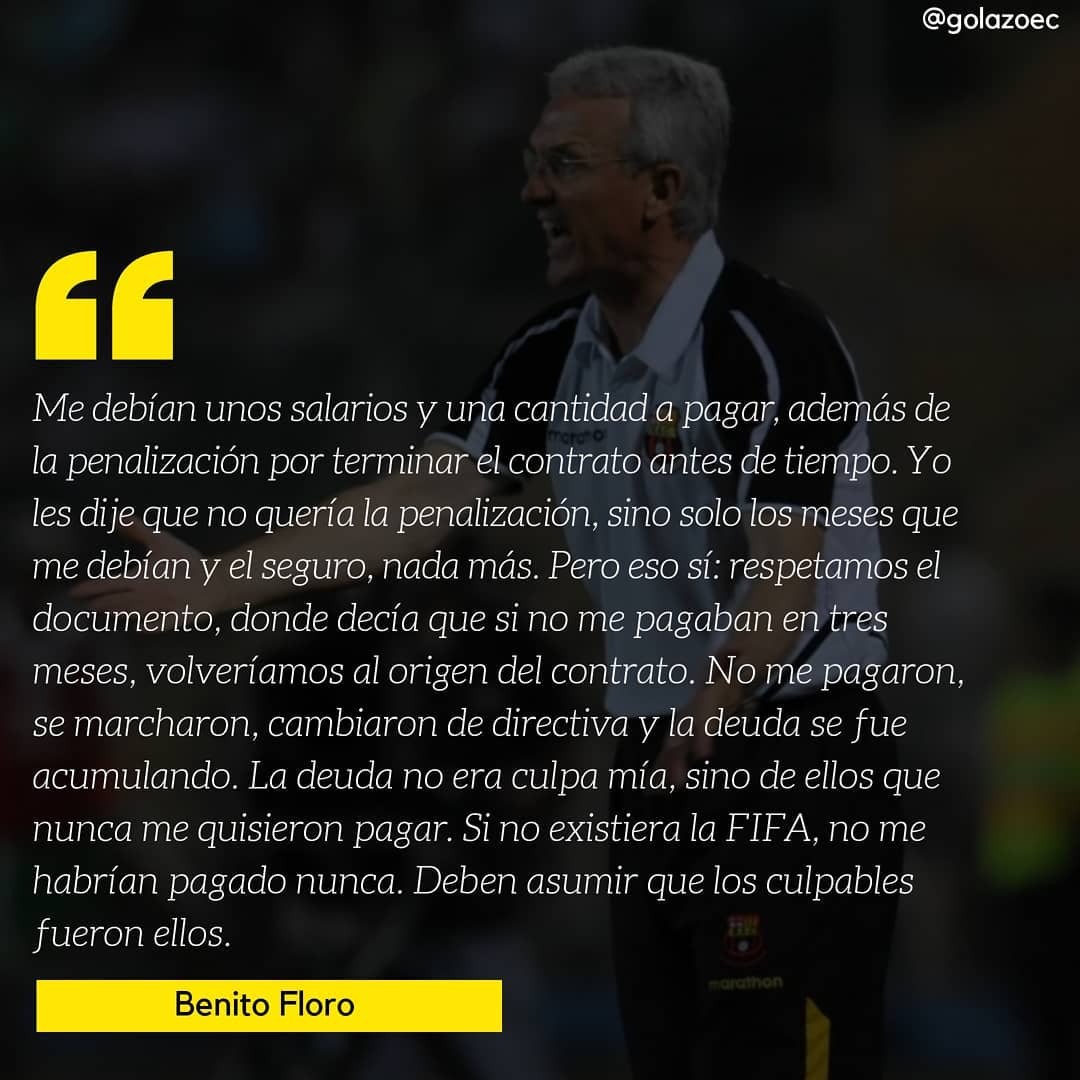 @golazoec
Me debían unos salarios y una cantidad a pagar, además de
la penalización por terminar el contrato antes de tiempo. Yo
les dije que no quería la penalización, sino solo los meses que
me debían y el seguro, nada más. Pero eso sí: respetamos el
documento, donde decía que si no me pagaban en tres
meses, volveríamos al origen del contrato. No me pagaron,
se marcharon, cambiaron de directiva y la deuda se fue
acumulando. La deuda no era culpa mía, sino de ellos que
nunca me quisieron pagar. Si no existiera la FIFA, no me
habrían pagado nunca. Deben asumir que los culpables
fueron ellos.
marathon
marathon
Benito Floro